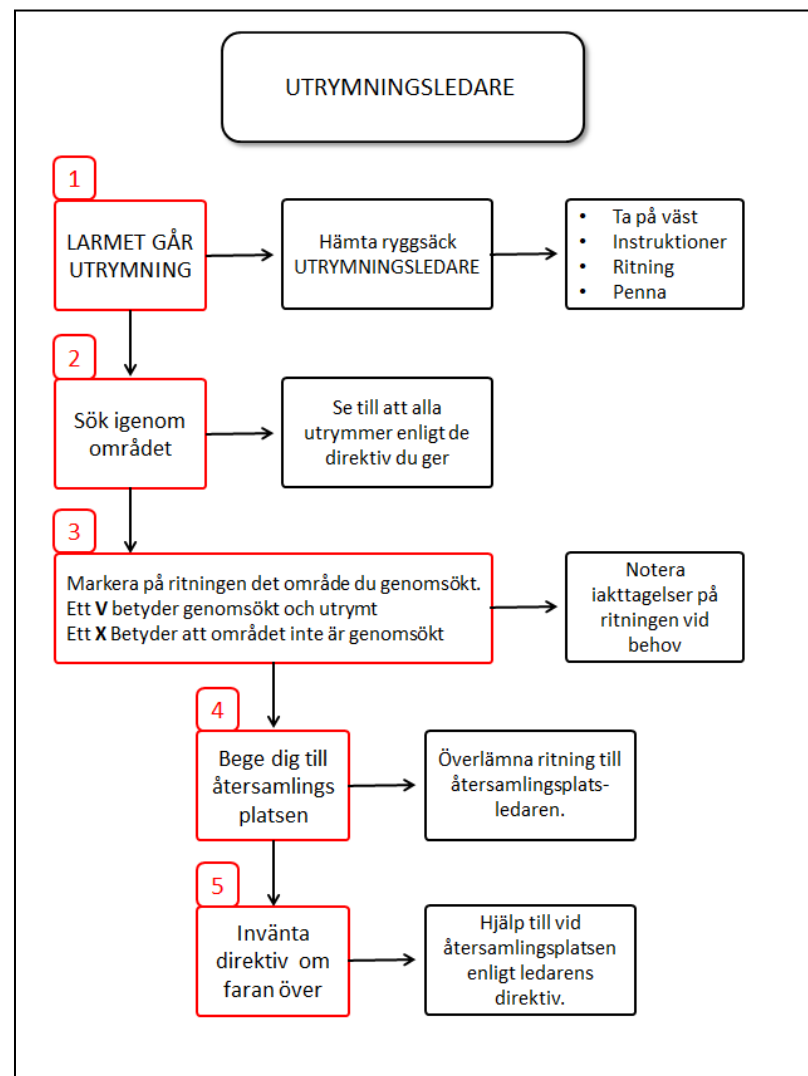 UTRYMNINGSLEDARE
1
LARMET GÅR
UTRYMNING
Hämta ryggsäck
UTRYMNINGSLEDARE
• Ta på väst
• Instruktioner
• Ritning
• Penna
2
Sök igenom
området
Se till att alla
utrymmer enligt de
direktiv du ger
3
Markera på ritningen det område du genomsökt.
Ett V betyder genomsökt och utrymt
Ett X Betyder att området inte är genomsökt
Notera
iakttagelser på
ritningen vid
behov
4
Bege dig till
återsamlings
platsen
Överlämna ritning till
återsamlingsplats-
ledaren.
5
Invänta
direktiv om
faran över
Hjälp till vid
återsamlingsplatsen
enligt ledarens
direktiv.